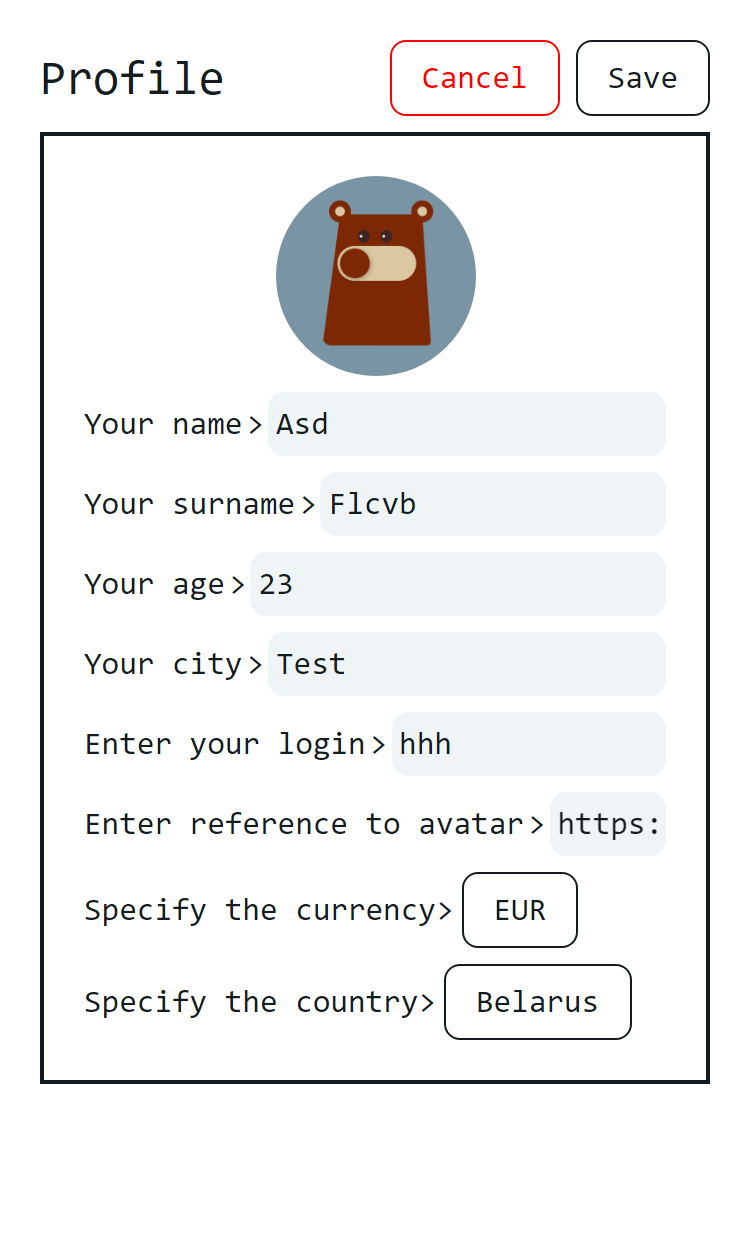 Profile Cancel Save
Your name> Asd
Your surname> Flcvb
Your age> 23
Your city> Test
Enter your login> hhh
Enter reference to avatar> https:
Specify the currency> EUR
Specify the country> Belarus